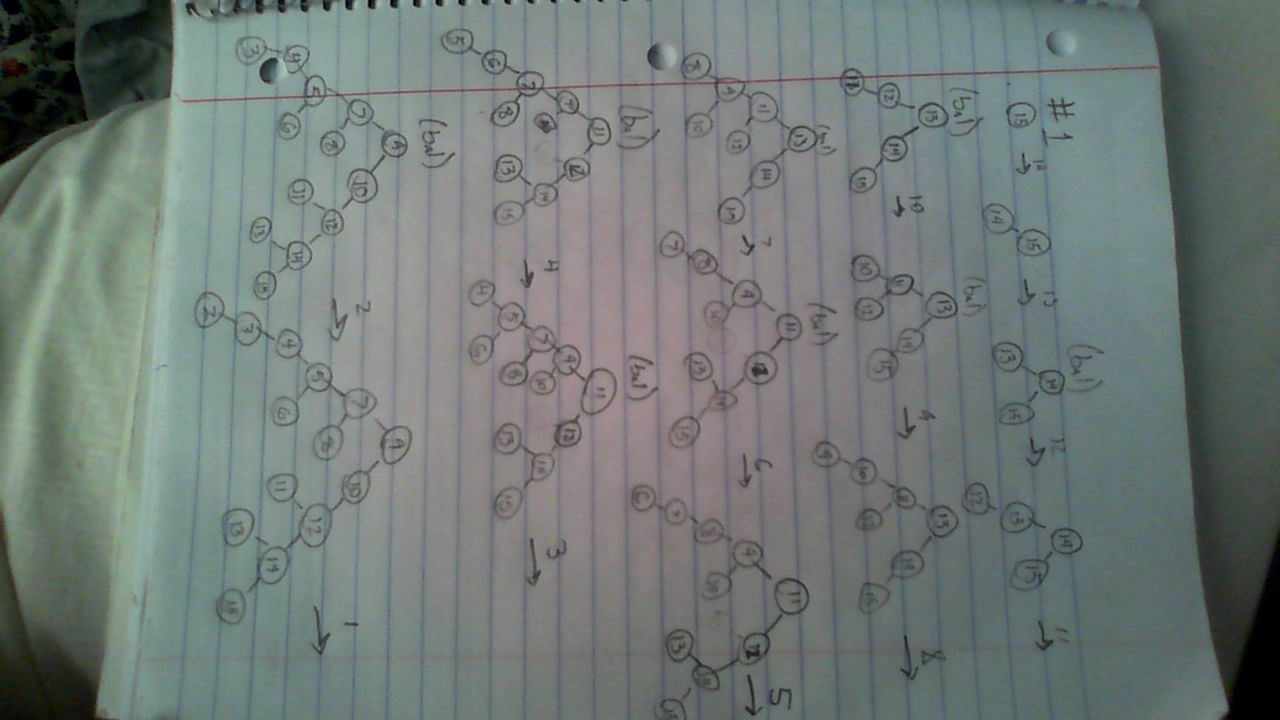 #1
(bal)
15 14 15 14 13 14 13 15 12 14 13 15 12 11
(bal) (bal)
13 12 14 15 10 13 11 14 10 12 15 9 13 14 10 12 15 9 8
(bal) (bal)
13 11 14 9 12 15 8 10 7 11 9 12 8 10 14 7 13 15 6 11 9 12 8 10 7 13 6 5
(bal) (bal)
11 9 12 7 14 6 8 13 15 5 4 11 9 12 7 10 5 8 13 15 4 6 3
(bal)
9 7 10 8 12 5 4 6 11 14 3 13 15 2 9 7 10 5 8 12 4 6 11 14 3 13 15 2 1